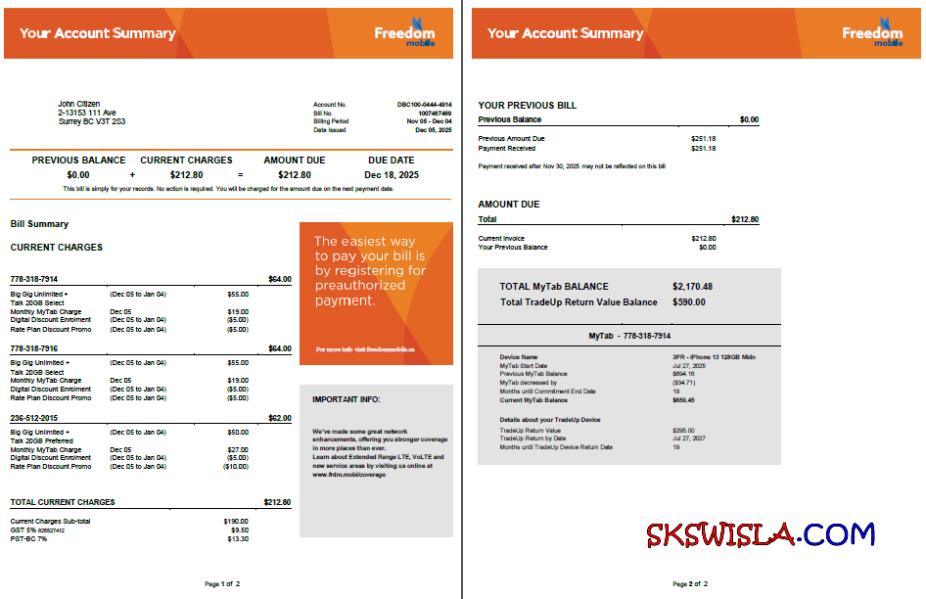 Your Account Summary
Freedom
mobile
John Citizen
2-13153 111 Ave
Surrey BC V3T 2S3
Account No. DBC100-0444-4914
Bill No. 1007467469
Billing Period Nov 05 - Dec 04
Date Issued Dec 05, 2025
PREVIOUS BALANCE CURRENT CHARGES AMOUNT DUE DUE DATE
$0.00 + $212.80 = $212.80 Dec 18, 2025
This bill is simply for your records. No action is required. You will be charged for the amount due on the next payment date.
Bill Summary
CURRENT CHARGES
778-318-7914 $64.00
Big Gig Unlimited + (Dec 05 to Jan 04) $55.00
Talk 20GB Select
Monthly MyTab Charge Dec 05 $19.00
Digital Discount Enrolment (Dec 05 to Jan 04) ($5.00)
Rate Plan Discount Promo (Dec 05 to Jan 04) ($5.00)
778-318-7916 $64.00
Big Gig Unlimited + (Dec 05 to Jan 04) $55.00
Talk 20GB Select
Monthly MyTab Charge Dec 05 $19.00
Digital Discount Enrolment (Dec 05 to Jan 04) ($5.00)
Rate Plan Discount Promo (Dec 05 to Jan 04) ($5.00)
236-512-2015 $62.00
Big Gig Unlimited + (Dec 05 to Jan 04) $50.00
Talk 20GB Preferred
Monthly MyTab Charge Dec 05 $27.00
Digital Discount Enrolment (Dec 05 to Jan 04) ($5.00)
Rate Plan Discount Promo (Dec 05 to Jan 04) ($10.00)
TOTAL CURRENT CHARGES $212.80
Current Charges Sub-total $190.00
GST 5% $9.50
PST-BC 7% $13.30
The easiest way
to pay your bill is
by registering for
preauthorized
payment.
For more info visit freedommobile.ca
IMPORTANT INFO:
We've made some great network
enhancements, offering you stronger coverage
in more places than ever.
Learn about Extended Range LTE, VoLTE and
new service areas by visiting us online at
www.frdm.mobi/coverage
Page 1 of 2
Your Account Summary
Freedom
mobile
YOUR PREVIOUS BILL
Previous Balance $0.00
Previous Amount Due $251.18
Payment Received $251.18
Payment received after Nov 30, 2025 may not be reflected on this bill
AMOUNT DUE
Total $212.80
Current Invoice $212.80
Your Previous Balance $0.00
TOTAL MyTab BALANCE $2,170.48
Total TradeUp Return Value Balance $590.00
MyTab - 778-318-7914
Device Name 3PR - iPhone 13 128GB Midn
MyTab Start Date Jul 27, 2025
Previous MyTab Balance $694.16
MyTab decreased by ($34.71)
Months until Commitment End Date 19
Current MyTab Balance $659.45
Details about your TradeUp Device
TradeUp Return Value $295.00
TradeUp Return by Date Jul 27, 2027
Months until TradeUp Device Return Date 19
SKSWISLA.COM
Page 2 of 2